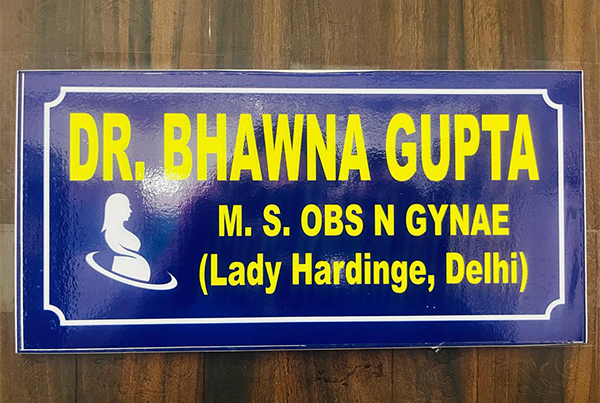 DR. BHAWNA GUPTA
M. S. OBS N GYNAE
(Lady Hardinge, Delhi)